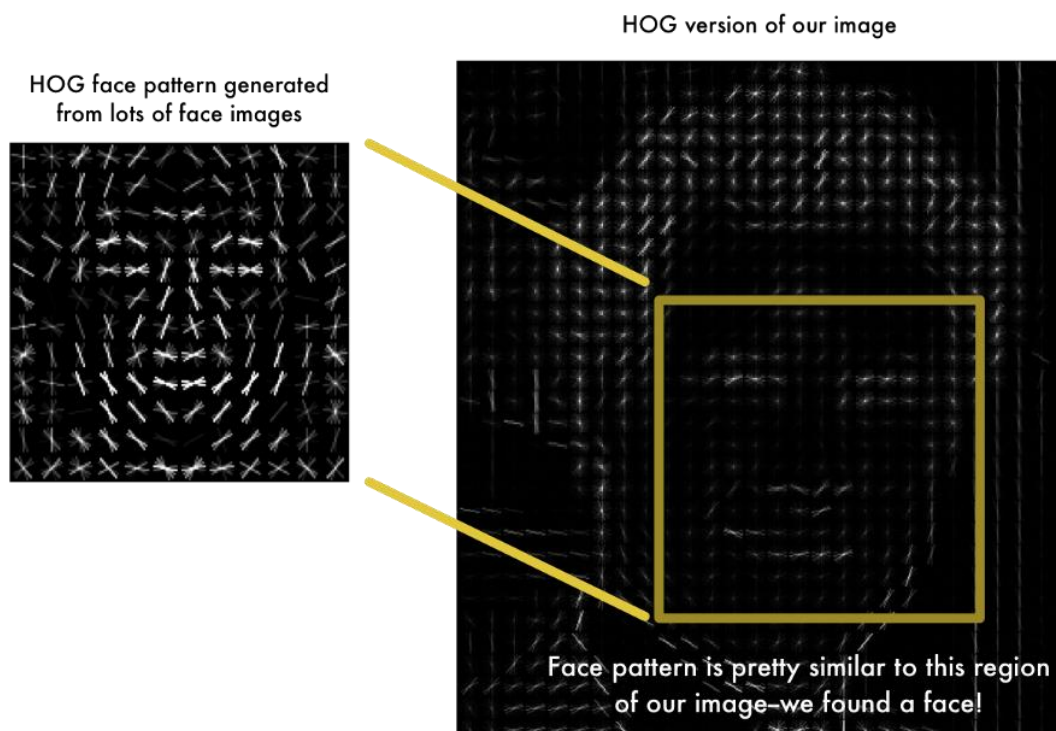 HOG version of our image
HOG face pattern generated
from lots of face images
Face pattern is pretty similar to this region
of our image–we found a face!